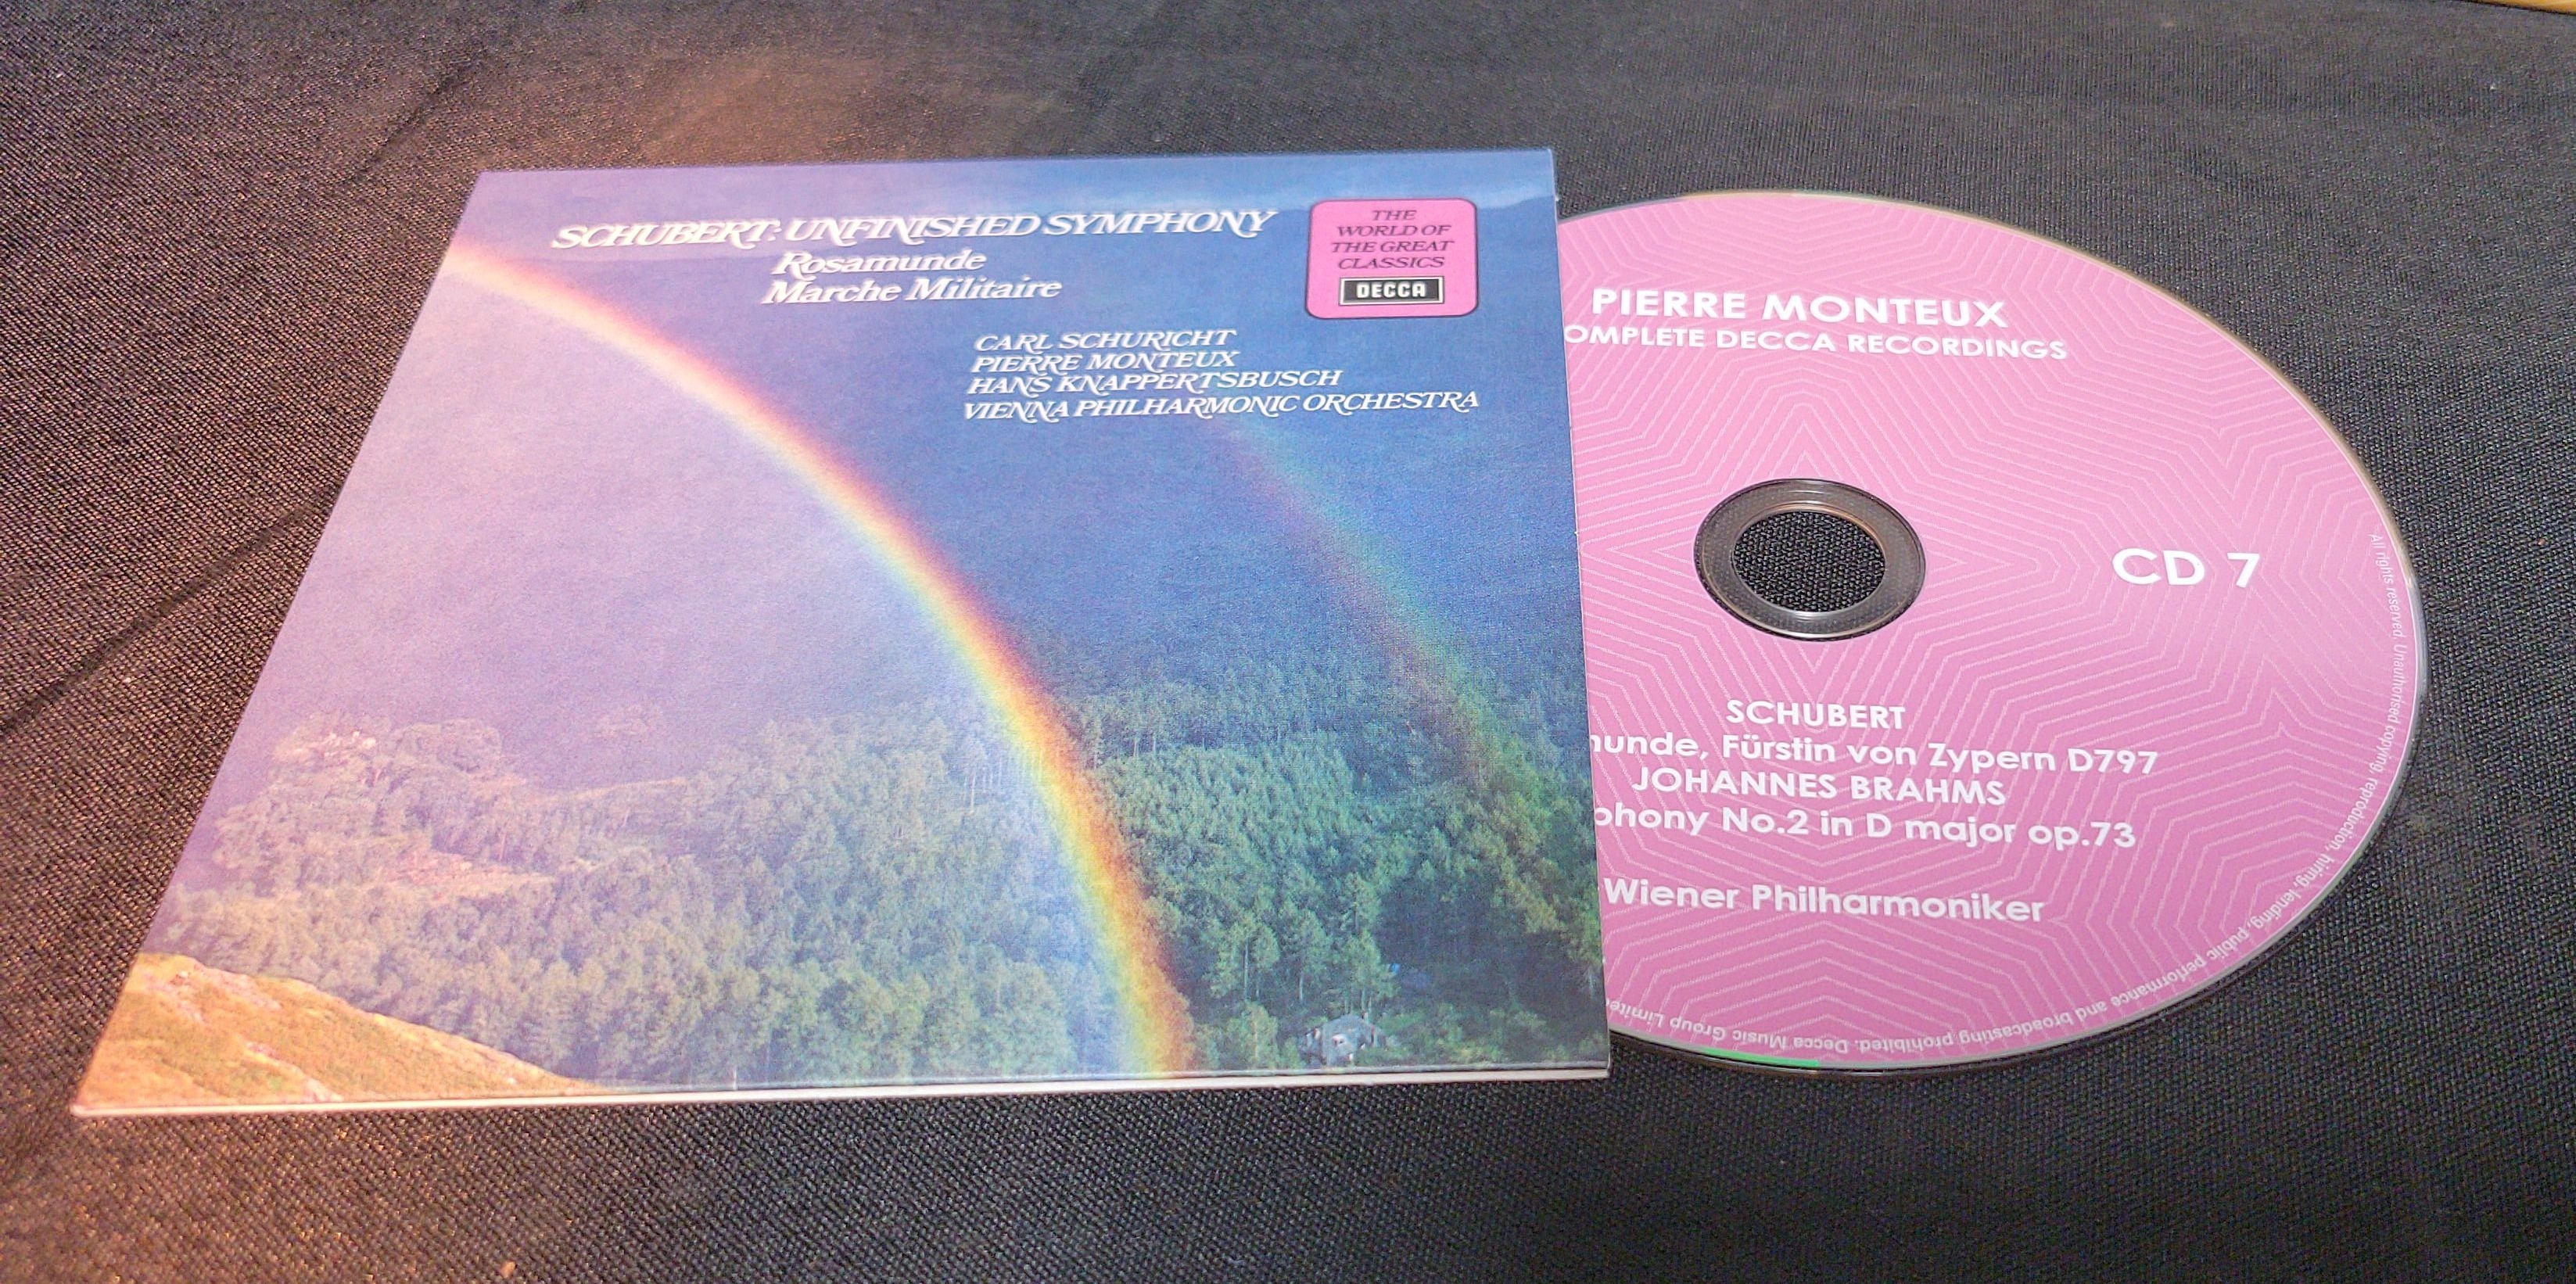 SCHUBERT: UNFINISHED SYMPHONY
Rosamunde
Marche Militaire
THE
WORLD OF
THE GREAT
CLASSICS
DECCA
CARL SCHURICHT
PIERRE MONTEUX
HANS KNAPPERTSBUSCH
VIENNA PHILHARMONIC ORCHESTRA
PIERRE MONTEUX
OMPLETE DECCA RECORDINGS
CD 7
SCHUBERT
unde, Fürstin von Zypern D797
JOHANNES BRAHMS
phony No.2 in D major op.73
Wiener Philharmoniker
All rights reserved. Unauthorised copying, reproduction, hiring, lending, public performance and broadcasting prohibited. Decca Music Group Limite